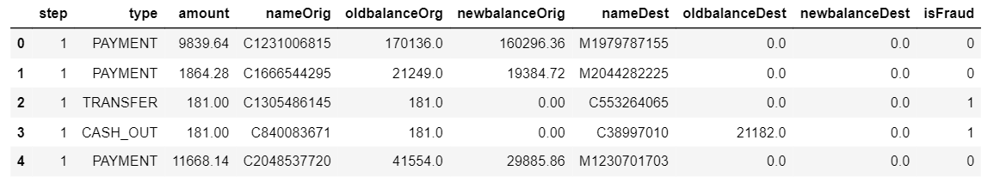 step type amount nameOrig oldbalanceOrg newbalanceOrig nameDest oldbalanceDest newbalanceDest isFraud
0 1 PAYMENT 9839.64 C1231006815 170136.0 160296.36 M1979787155 0.0 0.0 0
1 1 PAYMENT 1864.28 C1666544295 21249.0 19384.72 M2044282225 0.0 0.0 0
2 1 TRANSFER 181.00 C1305486145 181.0 0.00 C553264065 0.0 0.0 1
3 1 CASH_OUT 181.00 C840083671 181.0 0.00 C38997010 21182.0 0.0 1
4 1 PAYMENT 11668.14 C2048537720 41554.0 29885.86 M1230701703 0.0 0.0 0